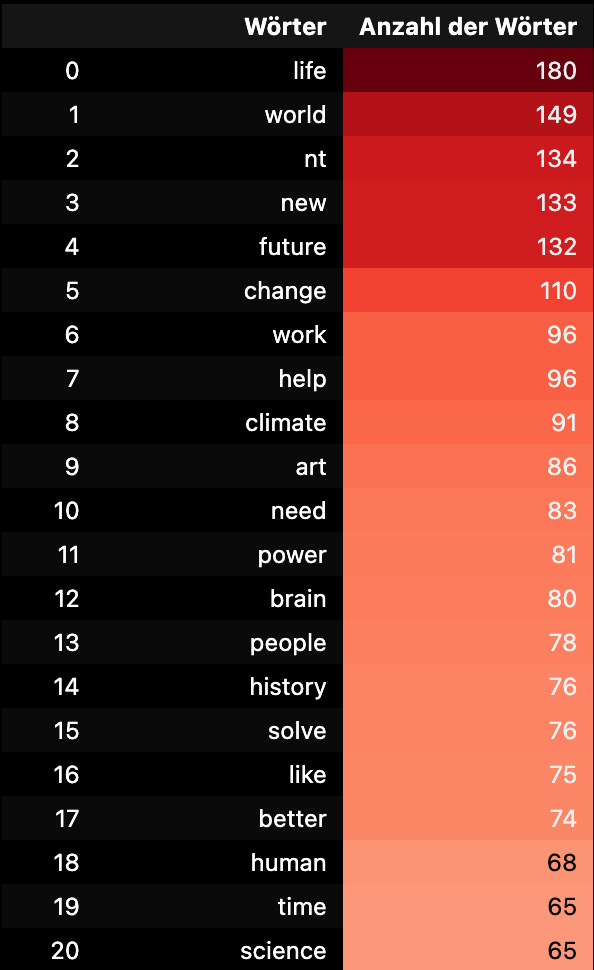 Wörter Anzahl der Wörter
0 life 180
1 world 149
2 nt 134
3 new 133
4 future 132
5 change 110
6 work 96
7 help 96
8 climate 91
9 art 86
10 need 83
11 power 81
12 brain 80
13 people 78
14 history 76
15 solve 76
16 like 75
17 better 74
18 human 68
19 time 65
20 science 65